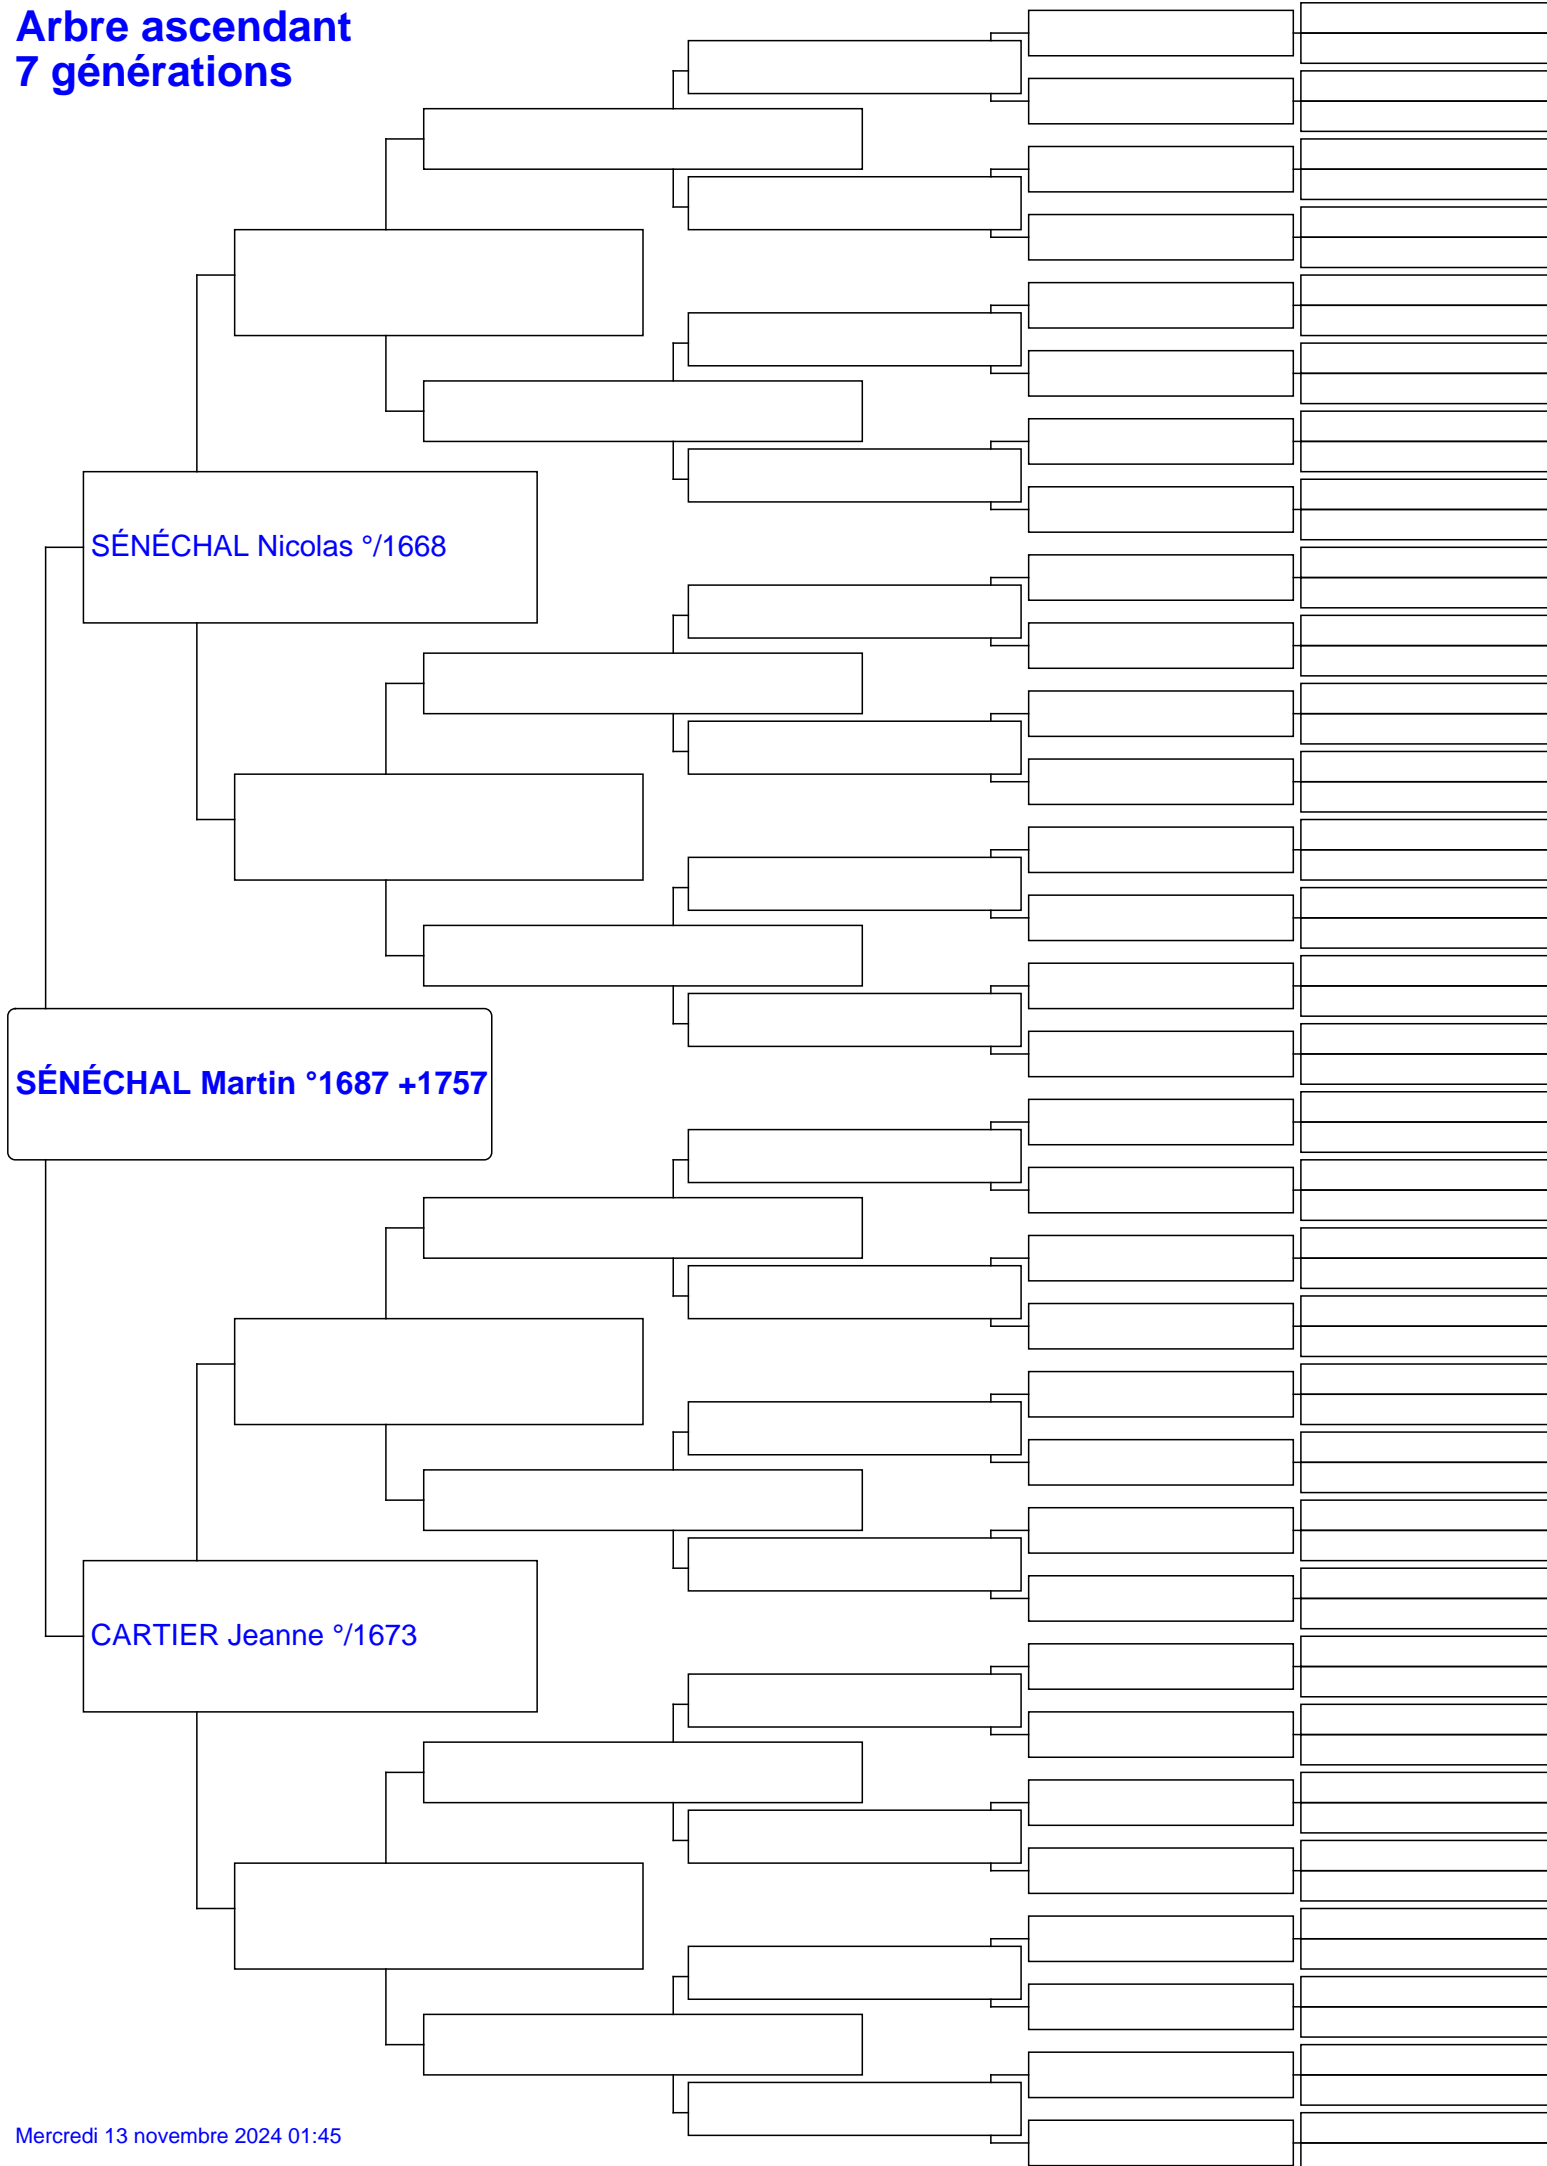 Arbre ascendant
7 générations
SÉNÉCHAL Nicolas °/1668
SÉNÉCHAL Martin °1687 +1757
CARTIER Jeanne °/1673
Mercredi 13 novembre 2024 01:45